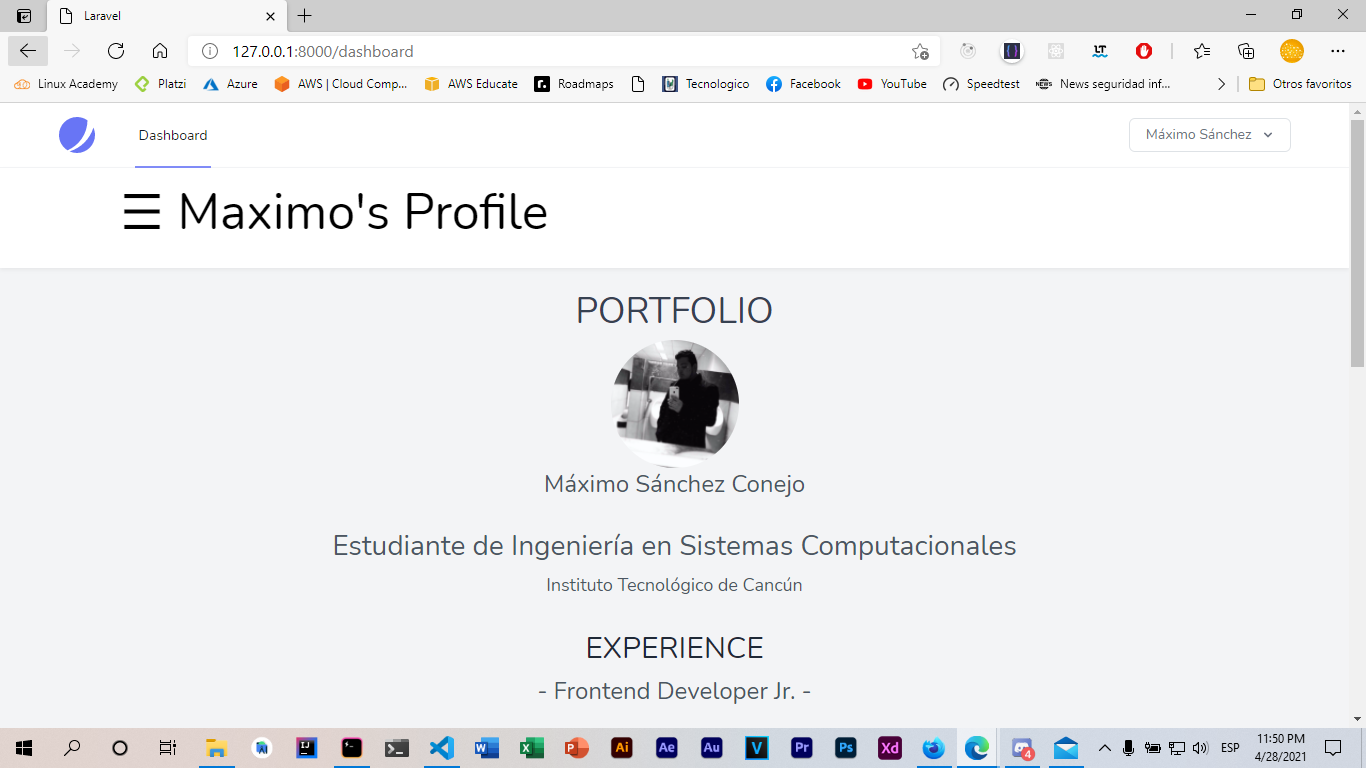 Laravel
127.0.0.1:8000/dashboard
LT
Linux Academy Platzi Azure AWS | Cloud Comp... AWS Educate Roadmaps Tecnologico Facebook YouTube Speedtest News seguridad inf... Otros favoritos
Dashboard Máximo Sánchez
☰ Maximo's Profile
PORTFOLIO
Máximo Sánchez Conejo
Estudiante de Ingeniería en Sistemas Computacionales
Instituto Tecnológico de Cancún
EXPERIENCE
- Frontend Developer Jr. -
Ai Ae Au V Pr Ps Xd 4 ESP
11:50 PM
4/28/2021